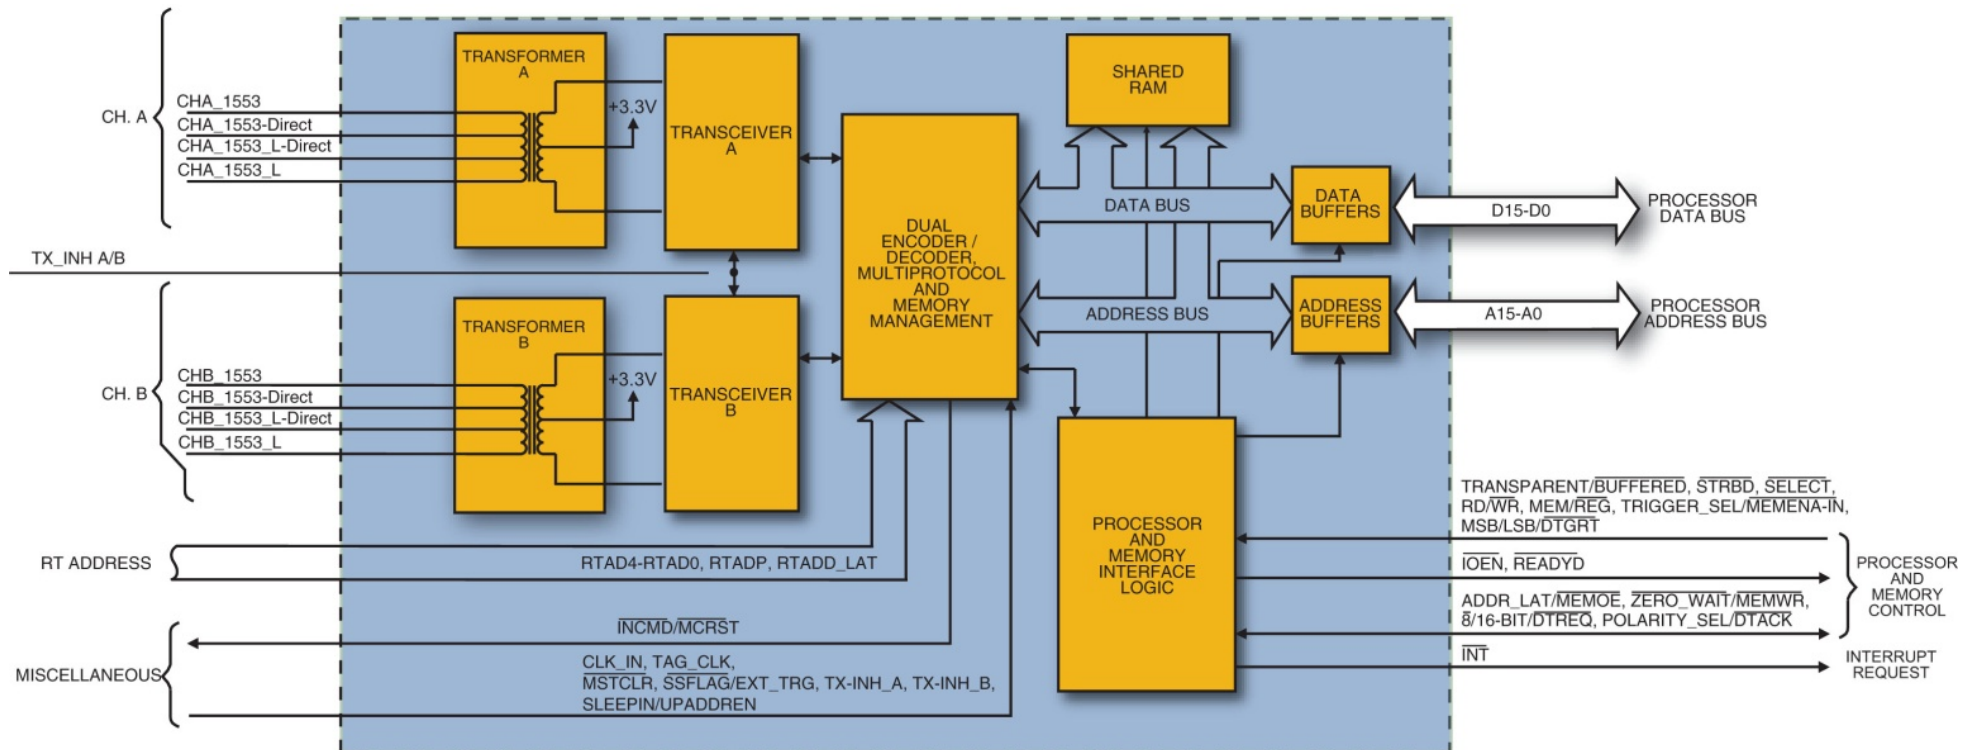 CH. A
CHA_1553
CHA_1553-Direct
CHA_1553_L-Direct
CHA_1553_L
TRANSFORMER
A
+3.3V
TRANSCEIVER
A
TX_INH A/B
CH. B
CHB_1553
CHB_1553-Direct
CHB_1553_L-Direct
CHB_1553_L
TRANSFORMER
B
+3.3V
TRANSCEIVER
B
DUAL
ENCODER /
DECODER,
MULTIPROTOCOL
AND
MEMORY
MANAGEMENT
SHARED
RAM
DATA BUS
ADDRESS BUS
DATA
BUFFERS
ADDRESS
BUFFERS
D15-D0
PROCESSOR
DATA BUS
A15-A0
PROCESSOR
ADDRESS BUS
RT ADDRESS
RTAD4-RTAD0, RTADP, RTADD_LAT
MISCELLANEOUS
INCMD/MCRST
CLK_IN, TAG_CLK,
MSTCLR, SSFLAG/EXT_TRG, TX-INH_A, TX-INH_B,
SLEEPIN/UPADDREN
PROCESSOR
AND
MEMORY
INTERFACE
LOGIC
TRANSPARENT/BUFFERED, STRBD, SELECT,
RD/WR, MEM/REG, TRIGGER_SEL/MEMENA-IN,
MSB/LSB/DTGRT
IOEN, READYD
ADDR_LAT/MEMOE, ZERO_WAIT/MEMWR,
8/16-BIT/DTREQ, POLARITY_SEL/DTACK
INT
PROCESSOR
AND
MEMORY
CONTROL
INTERRUPT
REQUEST